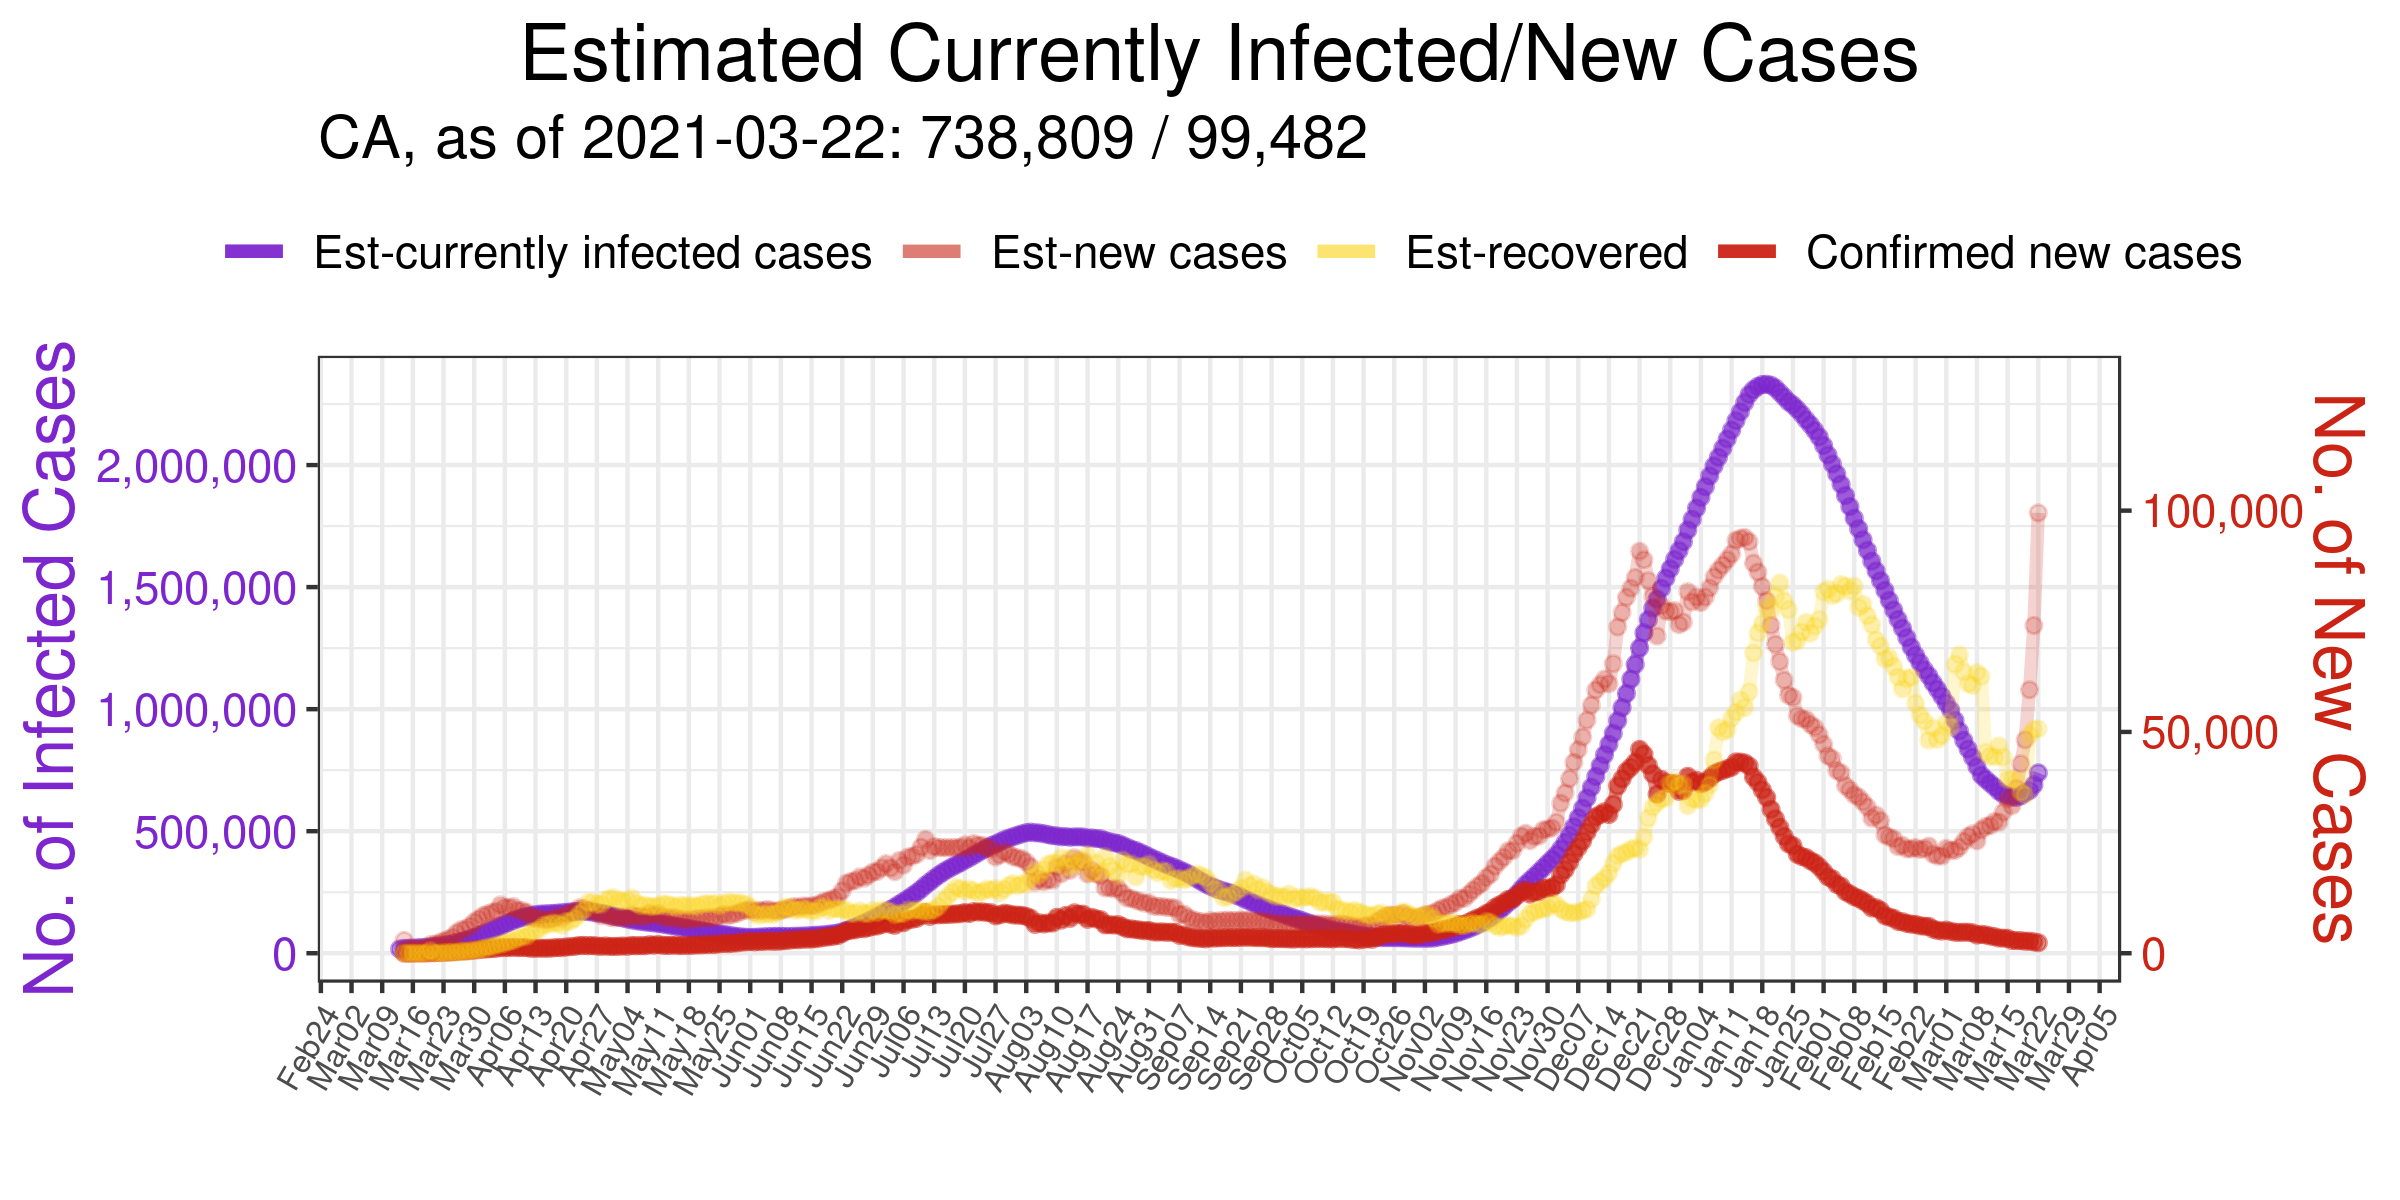 Estimated Currently Infected/New Cases
CA, as of 2021-03-22: 738,809 / 99,482
Est-currently infected cases Est-new cases Est-recovered Confirmed new cases
No. of Infected Cases
2,000,000
1,500,000
1,000,000
500,000
0
100,000
50,000
0
No. of New Cases
Feb24 Mar02 Mar09 Mar16 Mar23 Mar30 Apr06 Apr13 Apr20 Apr27 May04 May11 May18 May25 Jun01 Jun08 Jun15 Jun22 Jun29 Jul06 Jul13 Jul20 Jul27 Aug03 Aug10 Aug17 Aug24 Aug31 Sep07 Sep14 Sep21 Sep28 Oct05 Oct12 Oct19 Oct26 Nov02 Nov09 Nov16 Nov23 Nov30 Dec07 Dec14 Dec21 Dec28 Jan04 Jan11 Jan18 Jan25 Feb01 Feb08 Feb15 Feb22 Mar01 Mar08 Mar15 Mar22 Mar29 Apr05